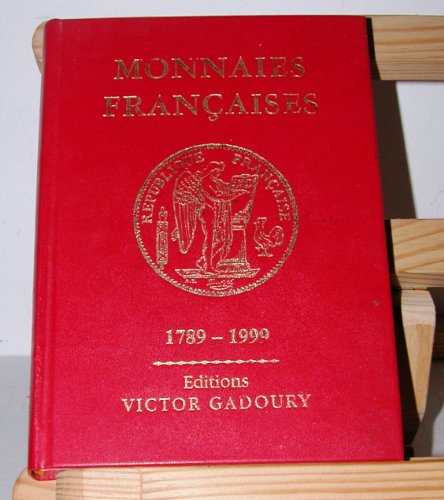 MONNAIES
FRANÇAISES
REPUBLIQUE FRANÇAISE.
1789 – 1999
Editions
VICTOR GADOURY